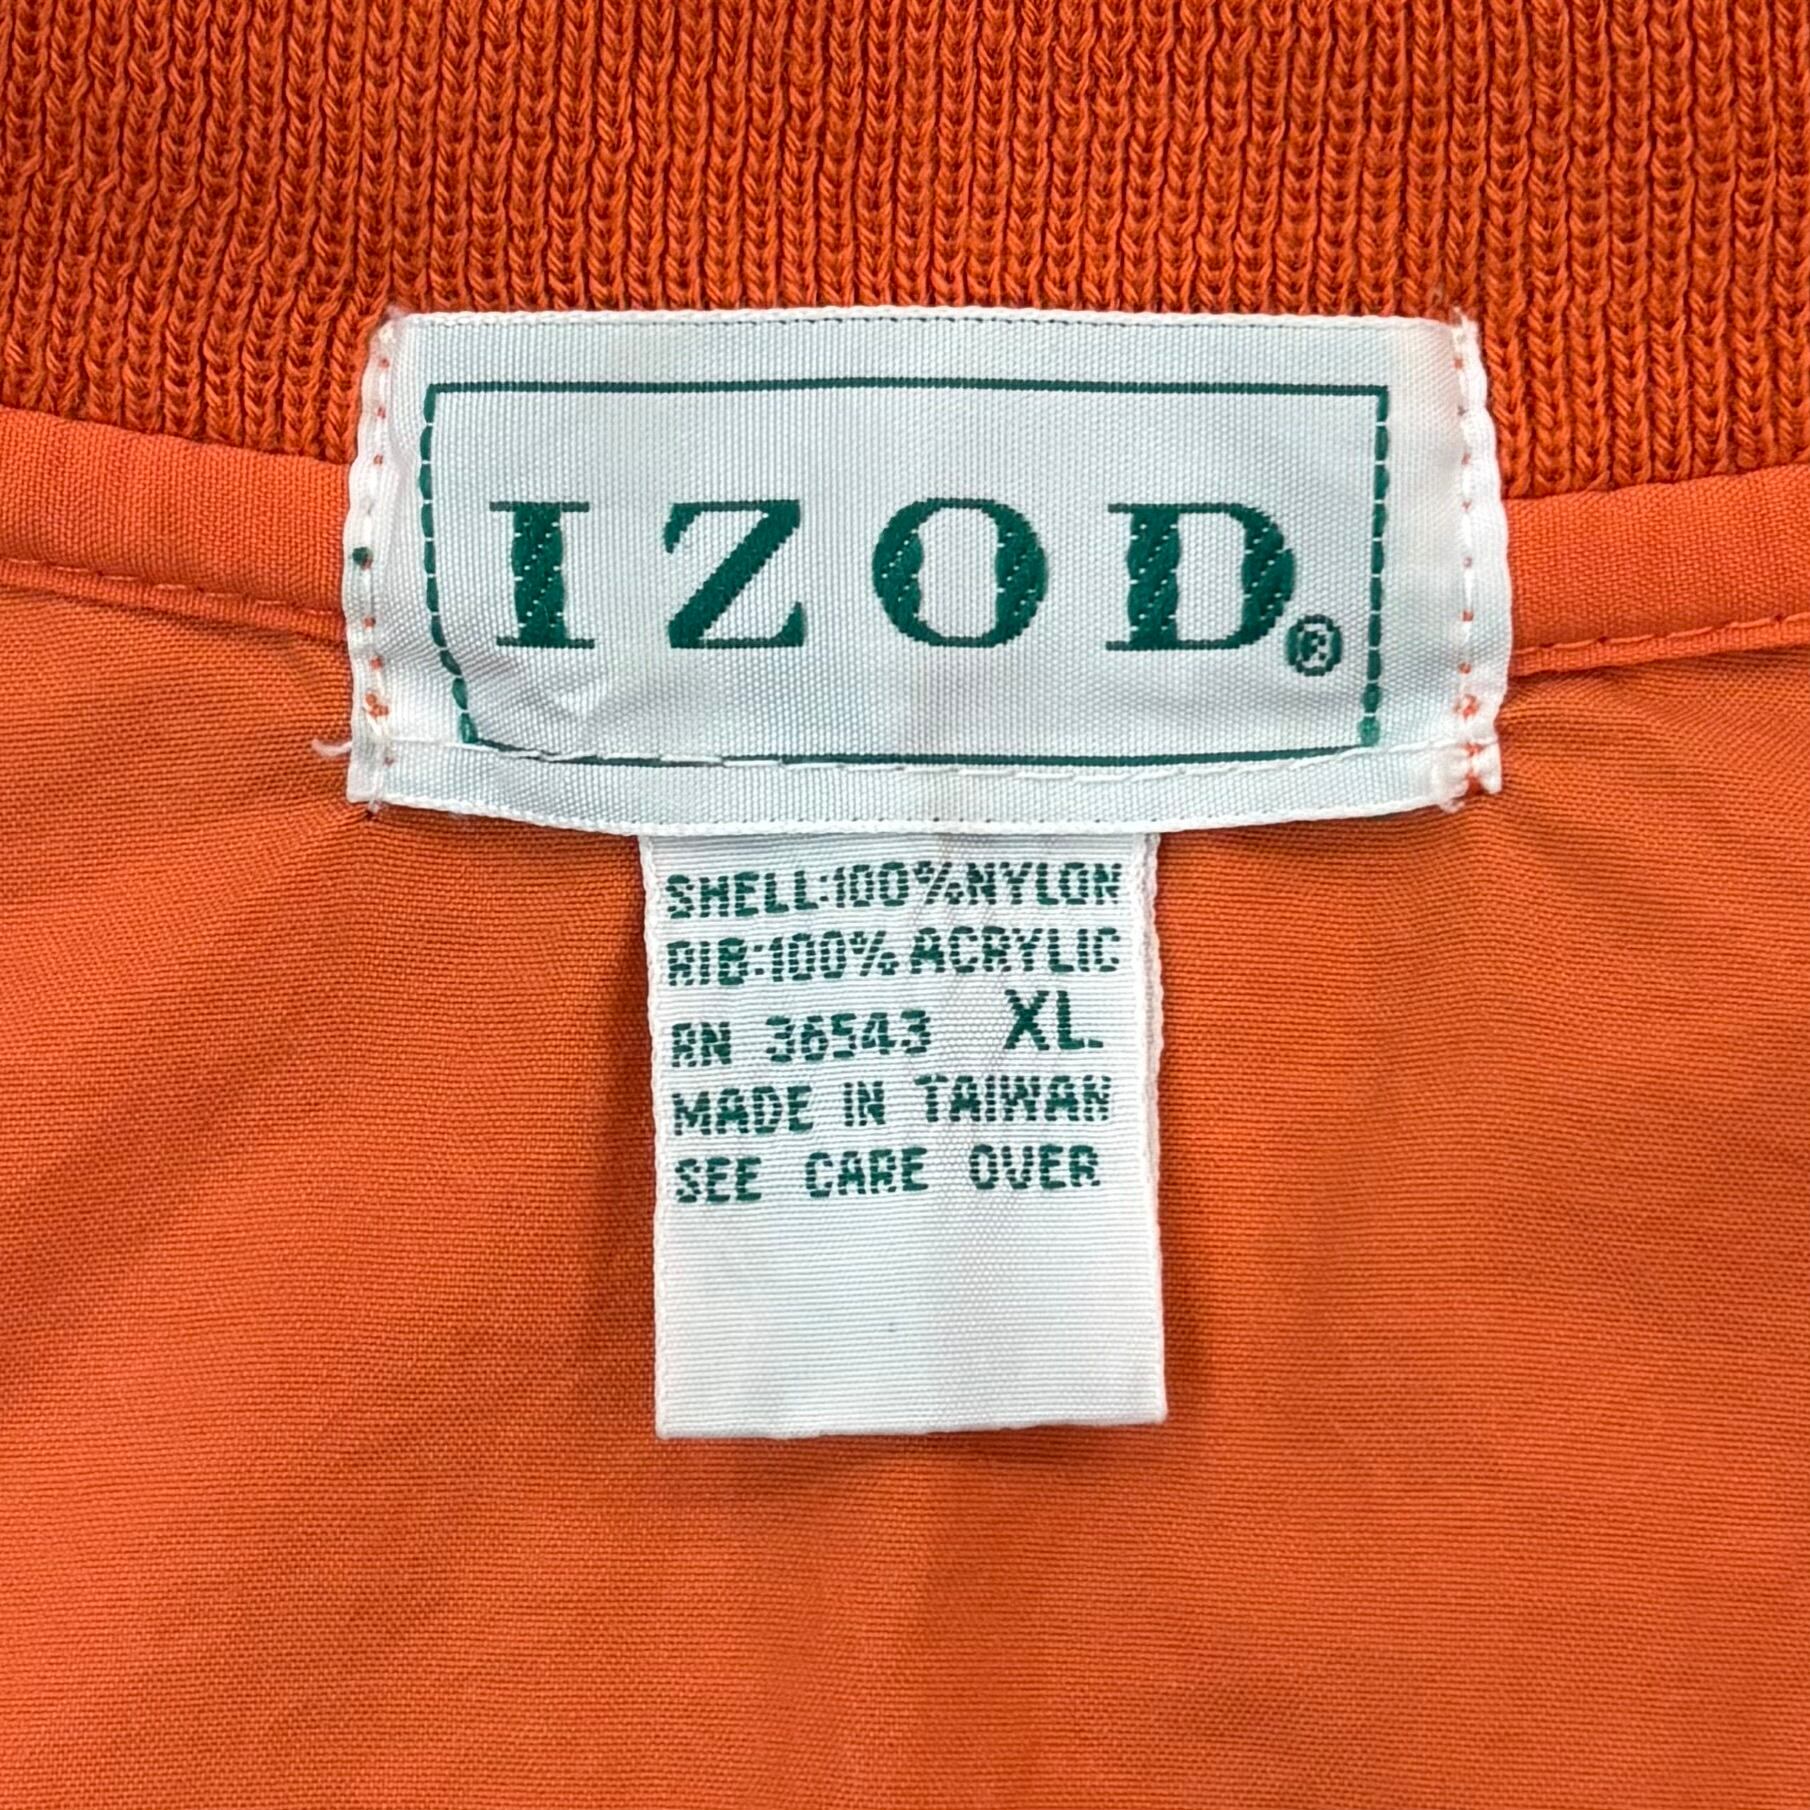 IZOD®
SHELL:100%NYLON
RIB:100% ACRYLIC
RN 36543 XL.
MADE IN TAIWAN
SEE CARE OVER